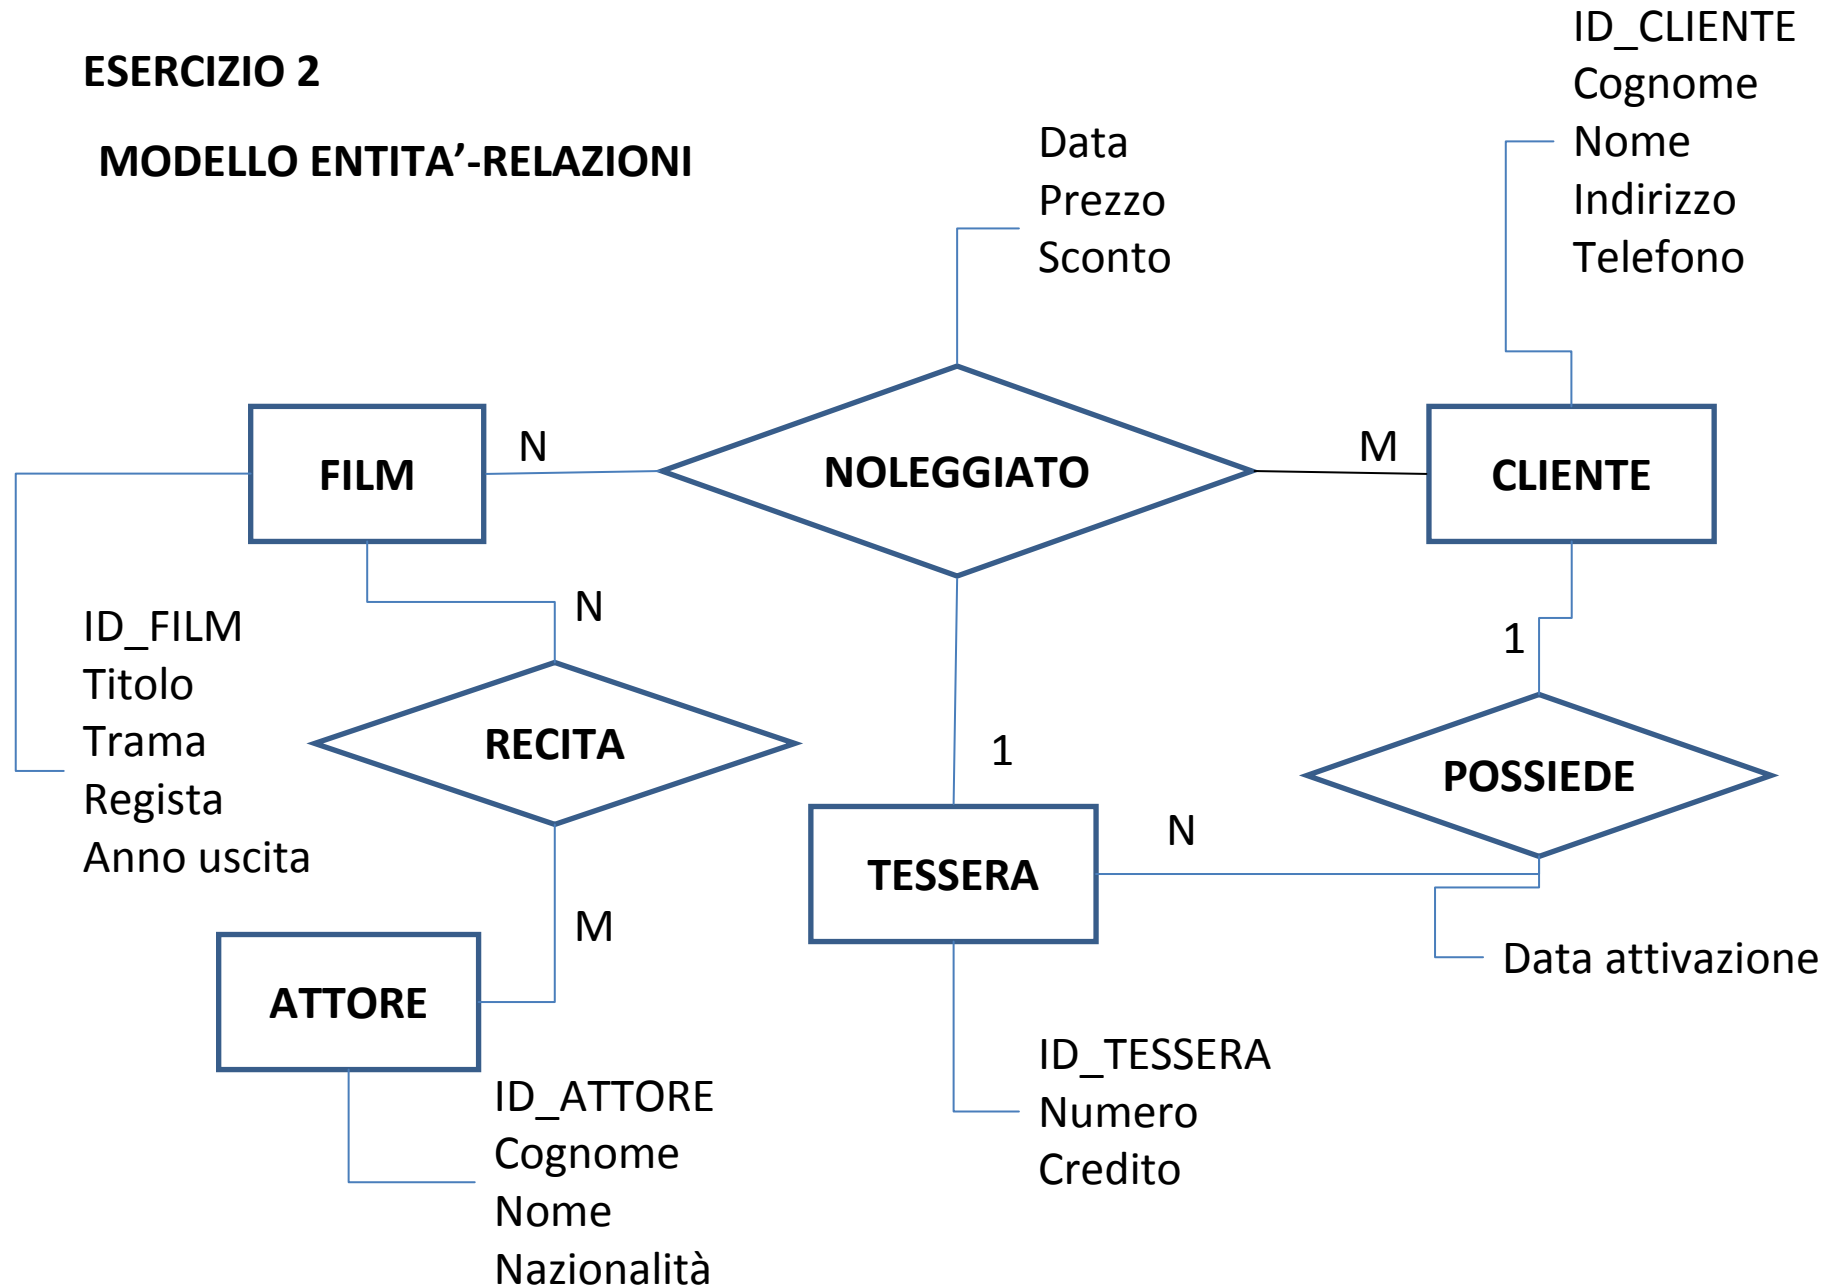 ESERCIZIO 2
MODELLO ENTITA’-RELAZIONI
Data
Prezzo
Sconto
ID_CLIENTE
Cognome
Nome
Indirizzo
Telefono
FILM
N
NOLEGGIATO
M
CLIENTE
ID_FILM
Titolo
Trama
Regista
Anno uscita
N
RECITA
M
ATTORE
ID_ATTORE
Cognome
Nome
Nazionalità
1
TESSERA
ID_TESSERA
Numero
Credito
1
POSSIEDE
N
Data attivazione